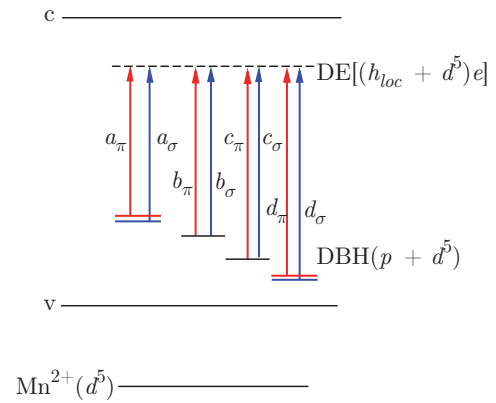 c
DE[(h_loc + d^5)e]
a_π a_σ c_π c_σ
b_π b_σ
d_π d_σ
DBH(p + d^5)
v
Mn^2+(d^5)